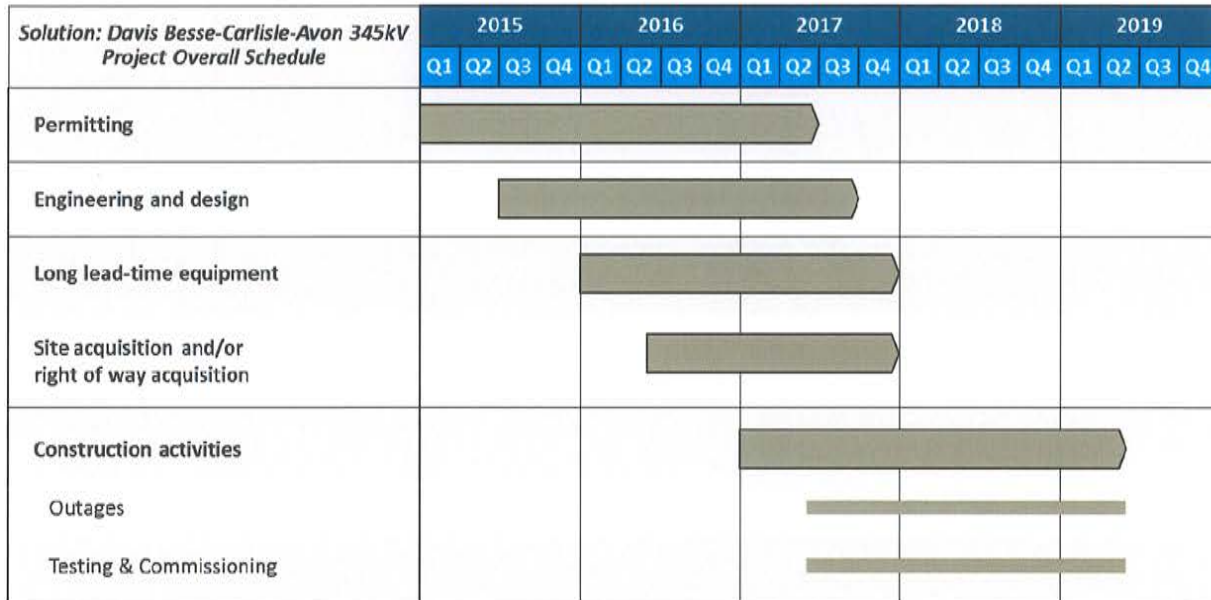 Solution: Davis Besse-Carlisle-Avon 345kV
Project Overall Schedule
2015 2016 2017 2018 2019
Q1 Q2 Q3 Q4 Q1 Q2 Q3 Q4 Q1 Q2 Q3 Q4 Q1 Q2 Q3 Q4 Q1 Q2 Q3 Q4
Permitting
Engineering and design
Long lead-time equipment
Site acquisition and/or
right of way acquisition
Construction activities
Outages
Testing & Commissioning